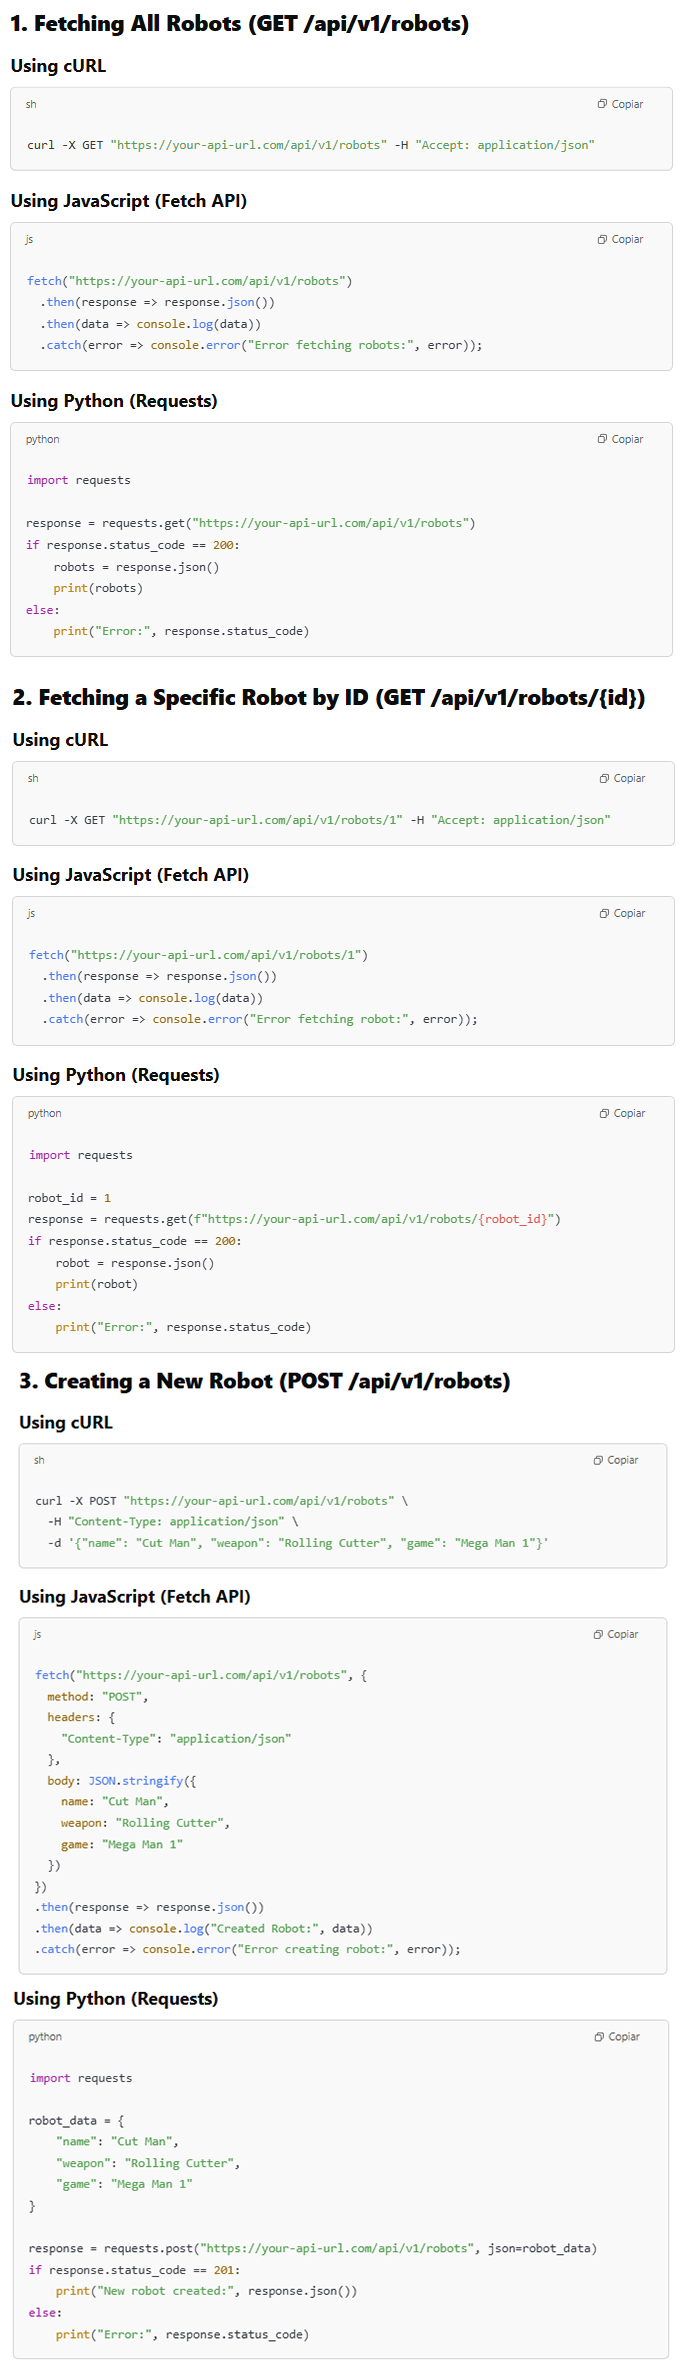 1. Fetching All Robots (GET /api/v1/robots)
Using cURL
sh
Copiar
curl -X GET "https://your-api-url.com/api/v1/robots" -H "Accept: application/json"
Using JavaScript (Fetch API)
js
Copiar
fetch("https://your-api-url.com/api/v1/robots")
  .then(response => response.json())
  .then(data => console.log(data))
  .catch(error => console.error("Error fetching robots:", error));
Using Python (Requests)
python
Copiar
import requests

response = requests.get("https://your-api-url.com/api/v1/robots")
if response.status_code == 200:
    robots = response.json()
    print(robots)
else:
    print("Error:", response.status_code)
2. Fetching a Specific Robot by ID (GET /api/v1/robots/{id})
Using cURL
sh
Copiar
curl -X GET "https://your-api-url.com/api/v1/robots/1" -H "Accept: application/json"
Using JavaScript (Fetch API)
js
Copiar
fetch("https://your-api-url.com/api/v1/robots/1")
  .then(response => response.json())
  .then(data => console.log(data))
  .catch(error => console.error("Error fetching robot:", error));
Using Python (Requests)
python
Copiar
import requests

robot_id = 1
response = requests.get(f"https://your-api-url.com/api/v1/robots/{robot_id}")
if response.status_code == 200:
    robot = response.json()
    print(robot)
else:
    print("Error:", response.status_code)
3. Creating a New Robot (POST /api/v1/robots)
Using cURL
sh
Copiar
curl -X POST "https://your-api-url.com/api/v1/robots" \
  -H "Content-Type: application/json" \
  -d '{"name": "Cut Man", "weapon": "Rolling Cutter", "game": "Mega Man 1"}'
Using JavaScript (Fetch API)
js
Copiar
fetch("https://your-api-url.com/api/v1/robots", {
  method: "POST",
  headers: {
    "Content-Type": "application/json"
  },
  body: JSON.stringify({
    name: "Cut Man",
    weapon: "Rolling Cutter",
    game: "Mega Man 1"
  })
})
.then(response => response.json())
.then(data => console.log("Created Robot:", data))
.catch(error => console.error("Error creating robot:", error));
Using Python (Requests)
python
Copiar
import requests

robot_data = {
    "name": "Cut Man",
    "weapon": "Rolling Cutter",
    "game": "Mega Man 1"
}

response = requests.post("https://your-api-url.com/api/v1/robots", json=robot_data)
if response.status_code == 201:
    print("New robot created:", response.json())
else:
    print("Error:", response.status_code)